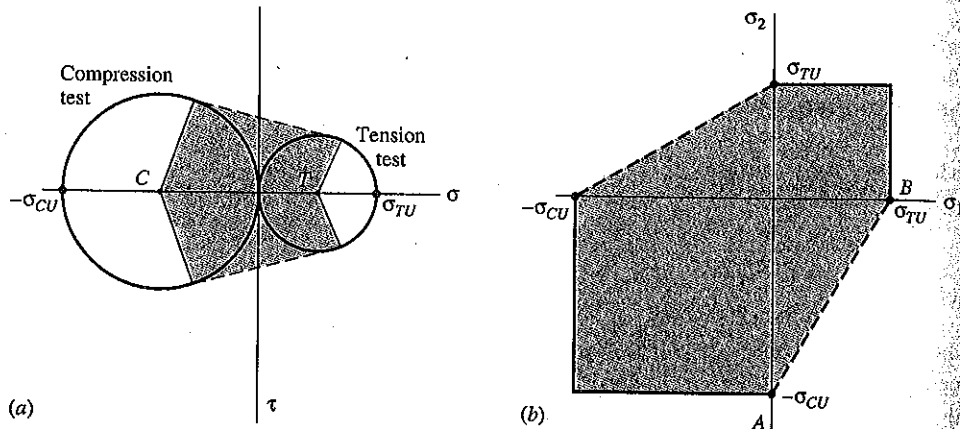 Compression
test
Tension
test
C
T
-σCU
σTU
σ
τ
(a)
σ2
σTU
-σCU
B
σTU
σ1
-σCU
A
(b)